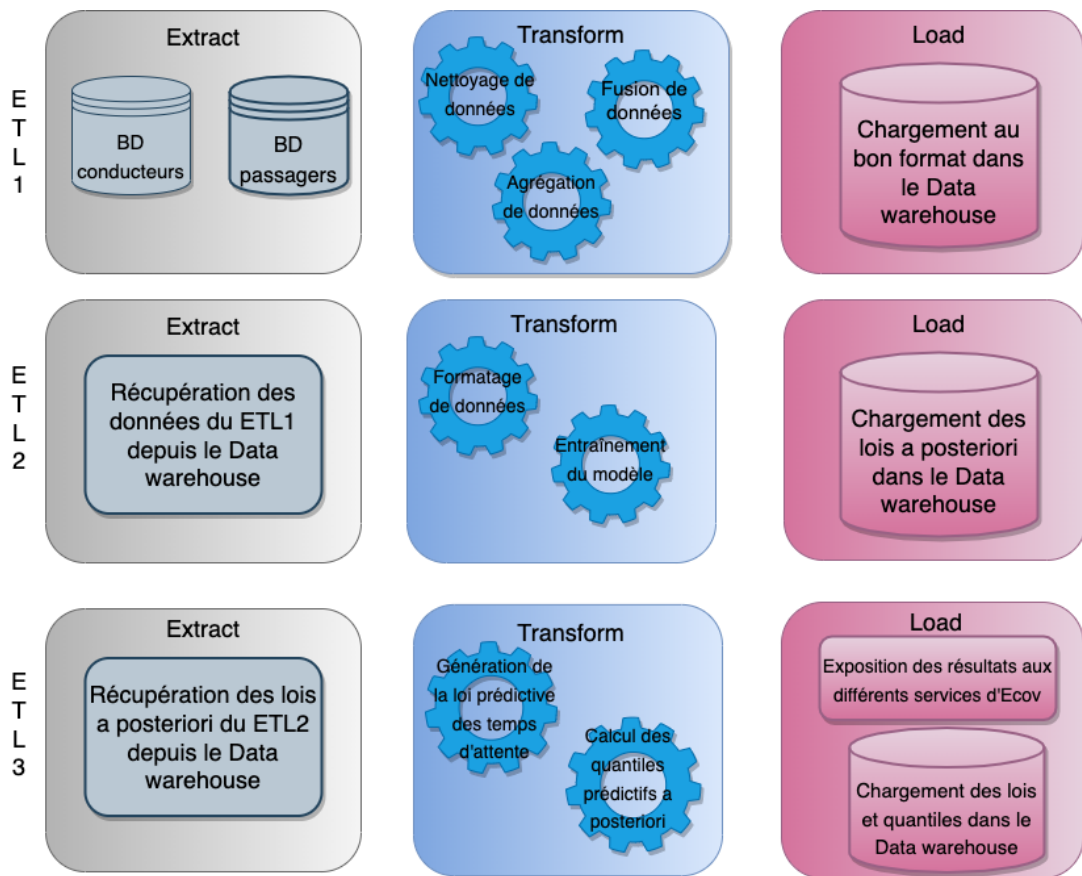 E
T
L
1
Extract
BD
conducteurs
BD
passagers
Transform
Nettoyage de
données
Fusion de
données
Agrégation
de données
Load
Chargement au
bon format dans
le Data
warehouse
E
T
L
2
Extract
Récupération des
données du ETL1
depuis le Data
warehouse
Transform
Formatage
de données
Entraînement
du modèle
Load
Chargement des
lois a posteriori
dans le Data
warehouse
E
T
L
3
Extract
Récupération des lois
a posteriori du ETL2
depuis le Data
warehouse
Transform
Génération de
la loi prédictive
des temps
d'attente
Calcul des
quantiles
prédictifs a
posteriori
Load
Exposition des résultats aux
différents services d'Ecov
Chargement des lois
et quantiles dans le
Data warehouse